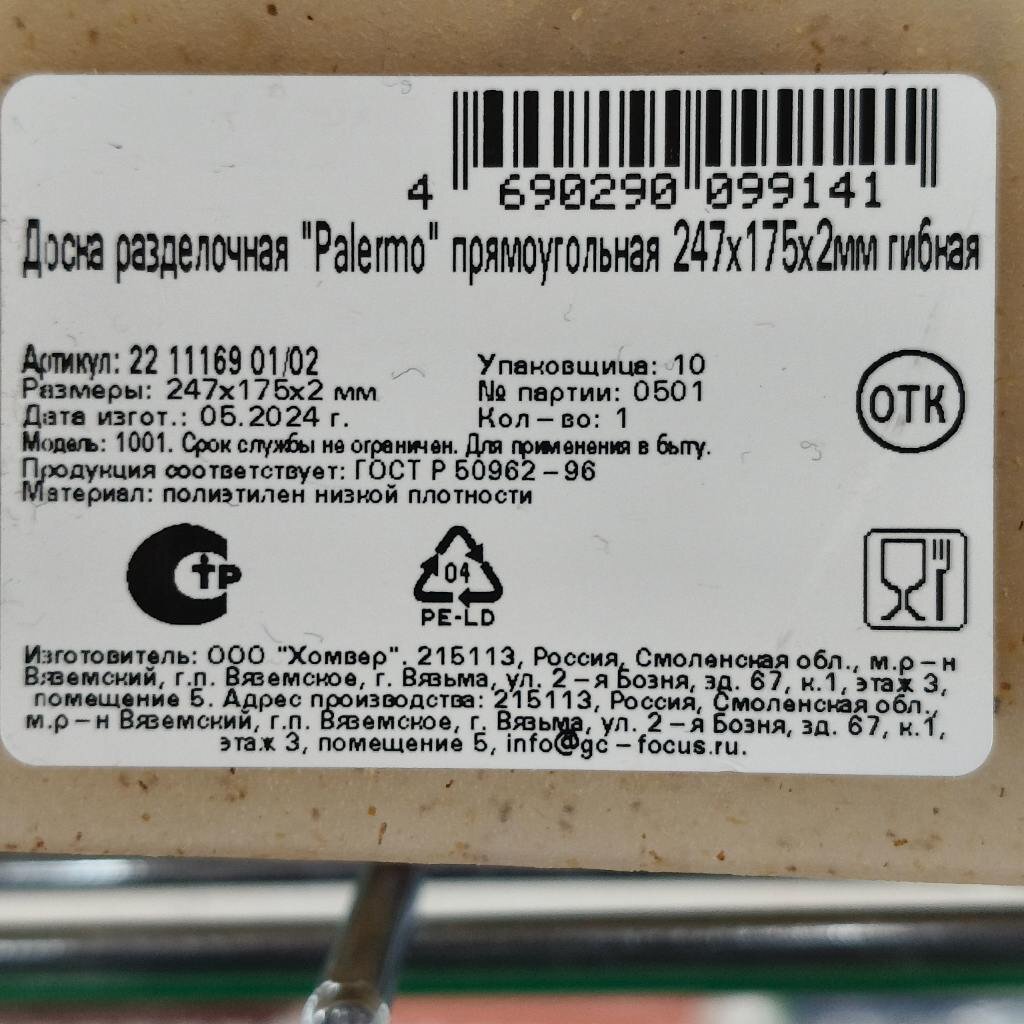 4 690290 099141
Доска разделочная "Palermo" прямоугольная 247х175х2мм гибкая
Артикул: 22 11169 01/02
Размеры: 247х175х2 мм
Дата изгот.: 05.2024 г.
Упаковщица: 10
№ партии: 0501
Кол-во: 1
ОТК
Модель: 1001. Срок службы не ограничен. Для применения в быту.
Продукция соответствует: ГОСТ Р 50962-96
Материал: полиэтилен низкой плотности
Стр
04
PE-LD
Изготовитель: ООО "Хомвер". 215113, Россия, Смоленская обл., м.р-н
Вяземский, г.п. Вяземское, г. Вязьма, ул. 2-я Бозня, зд. 67, к.1, этаж 3,
помещение 5. Адрес производства: 215113, Россия, Смоленская обл.,
м.р-н Вяземский, г.п. Вяземское, г. Вязьма, ул. 2-я Бозня, зд. 67, к.1,
этаж 3, помещение 5, info@gc-focus.ru.